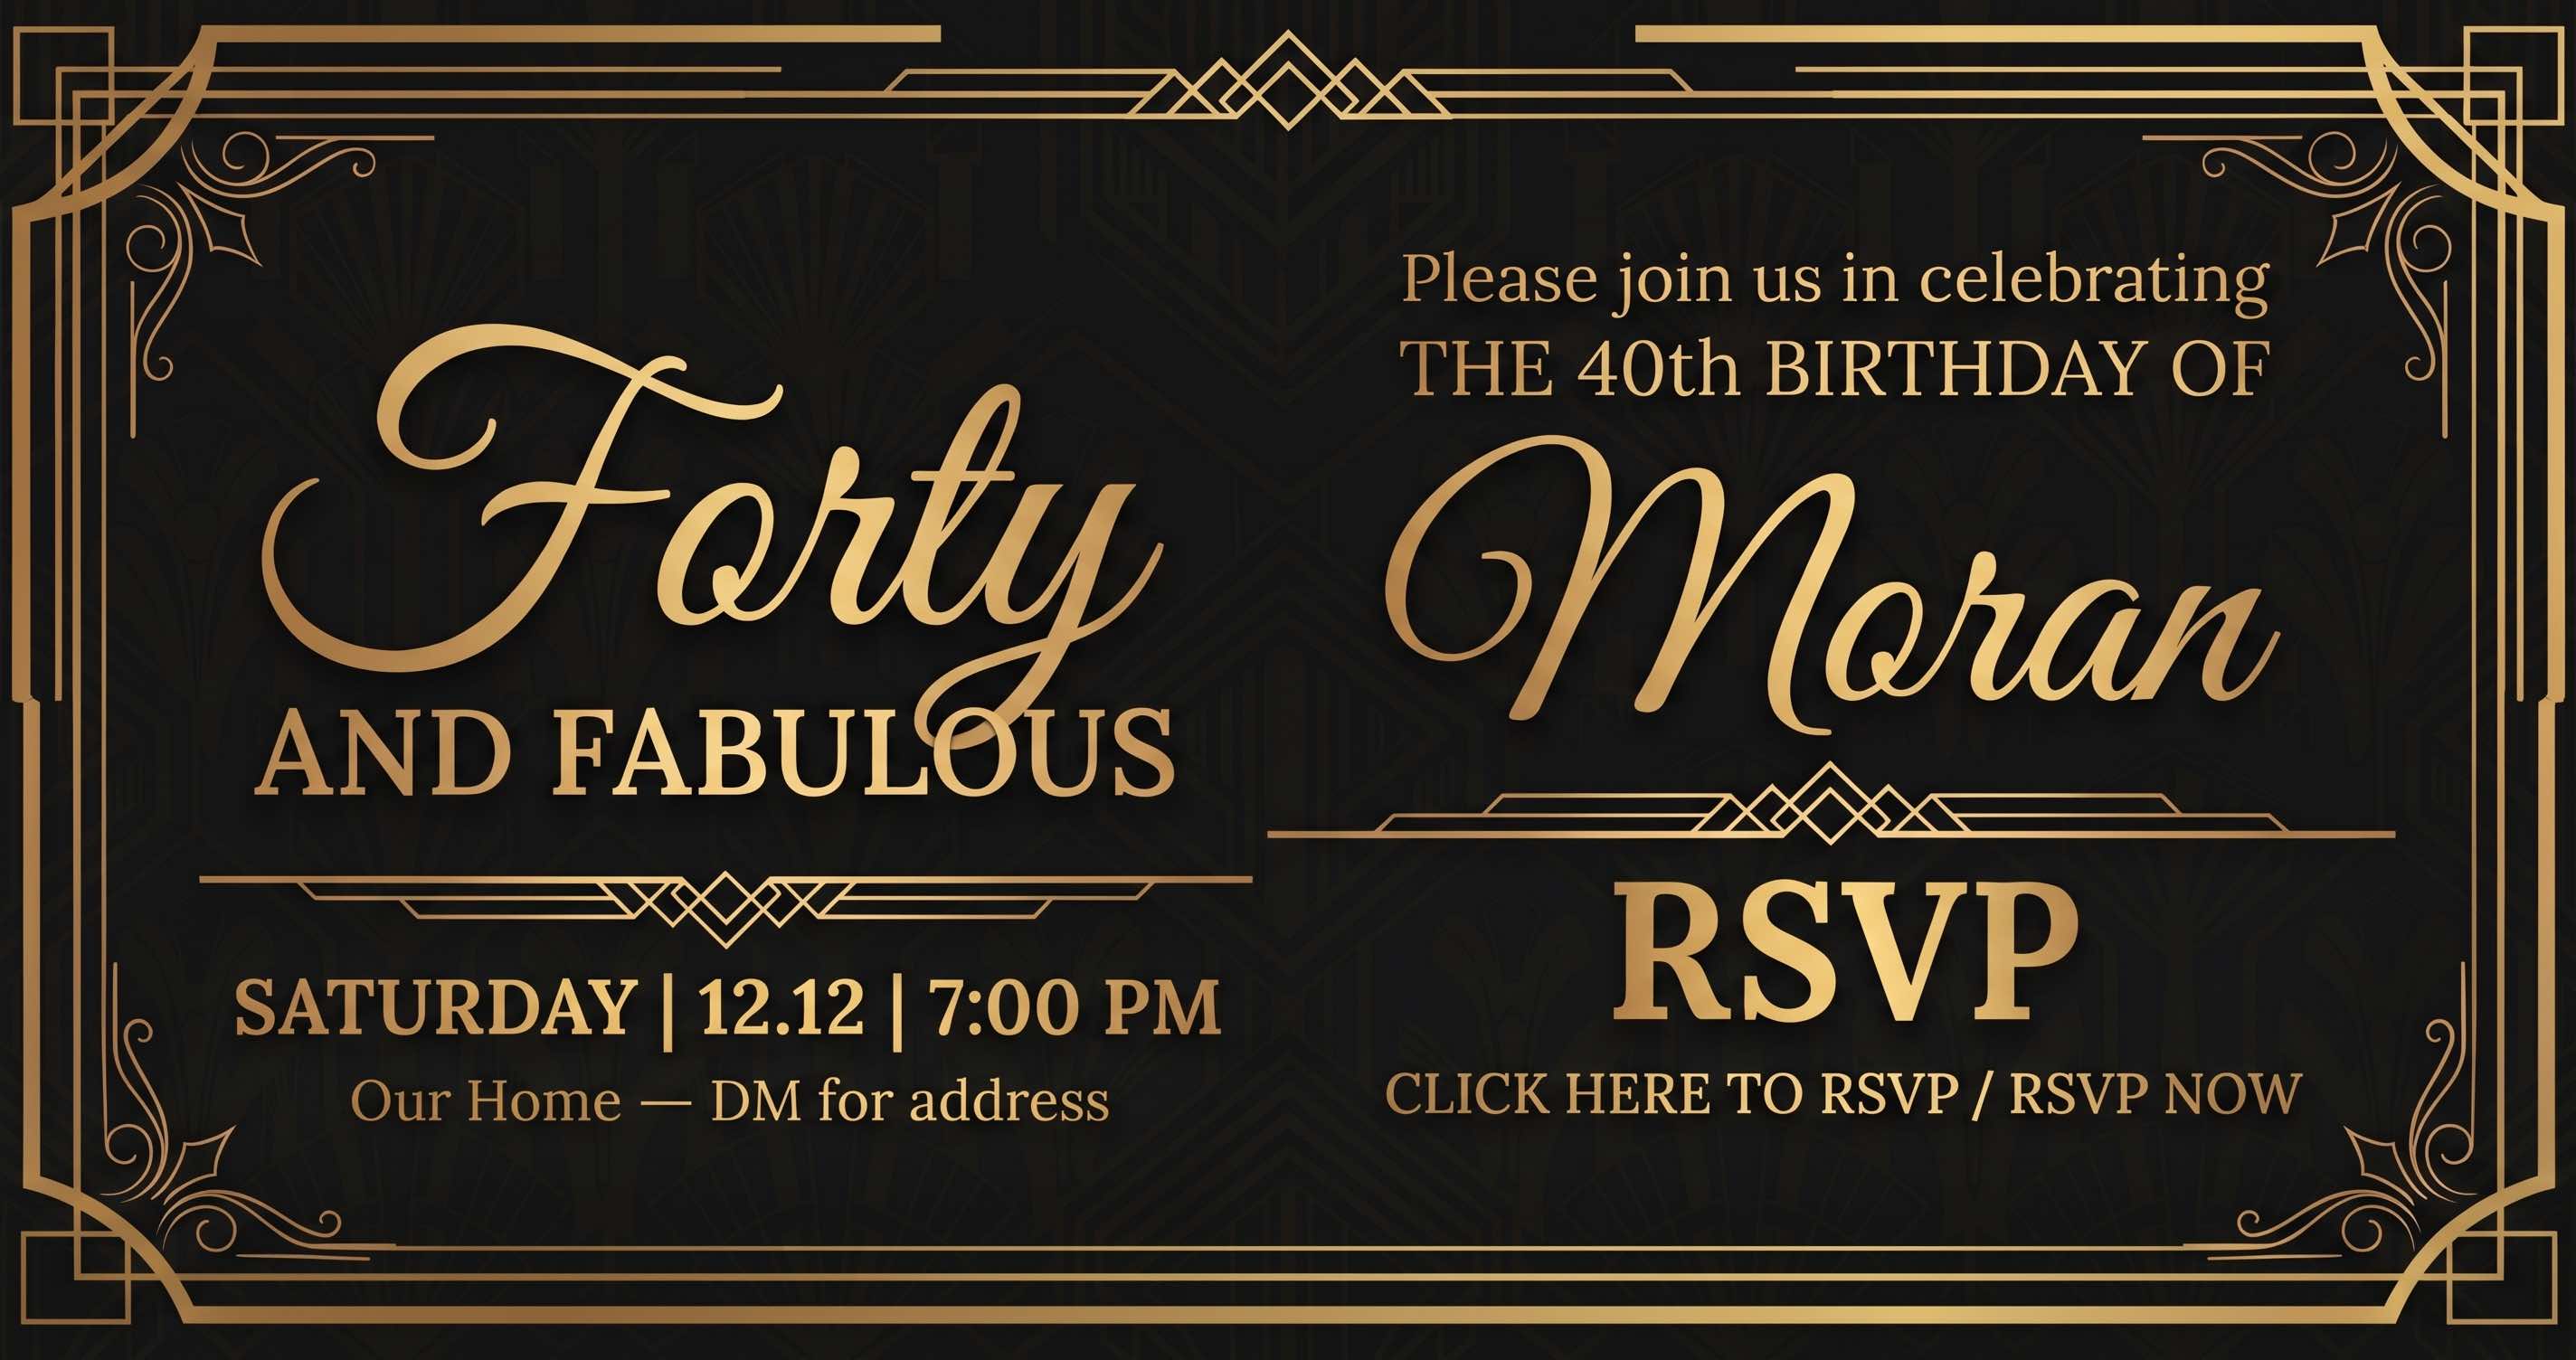 Forty
AND FABULOUS
SATURDAY | 12.12 | 7:00 PM
Our Home — DM for address
Please join us in celebrating
THE 40th BIRTHDAY OF
Moran
RSVP
CLICK HERE TO RSVP / RSVP NOW